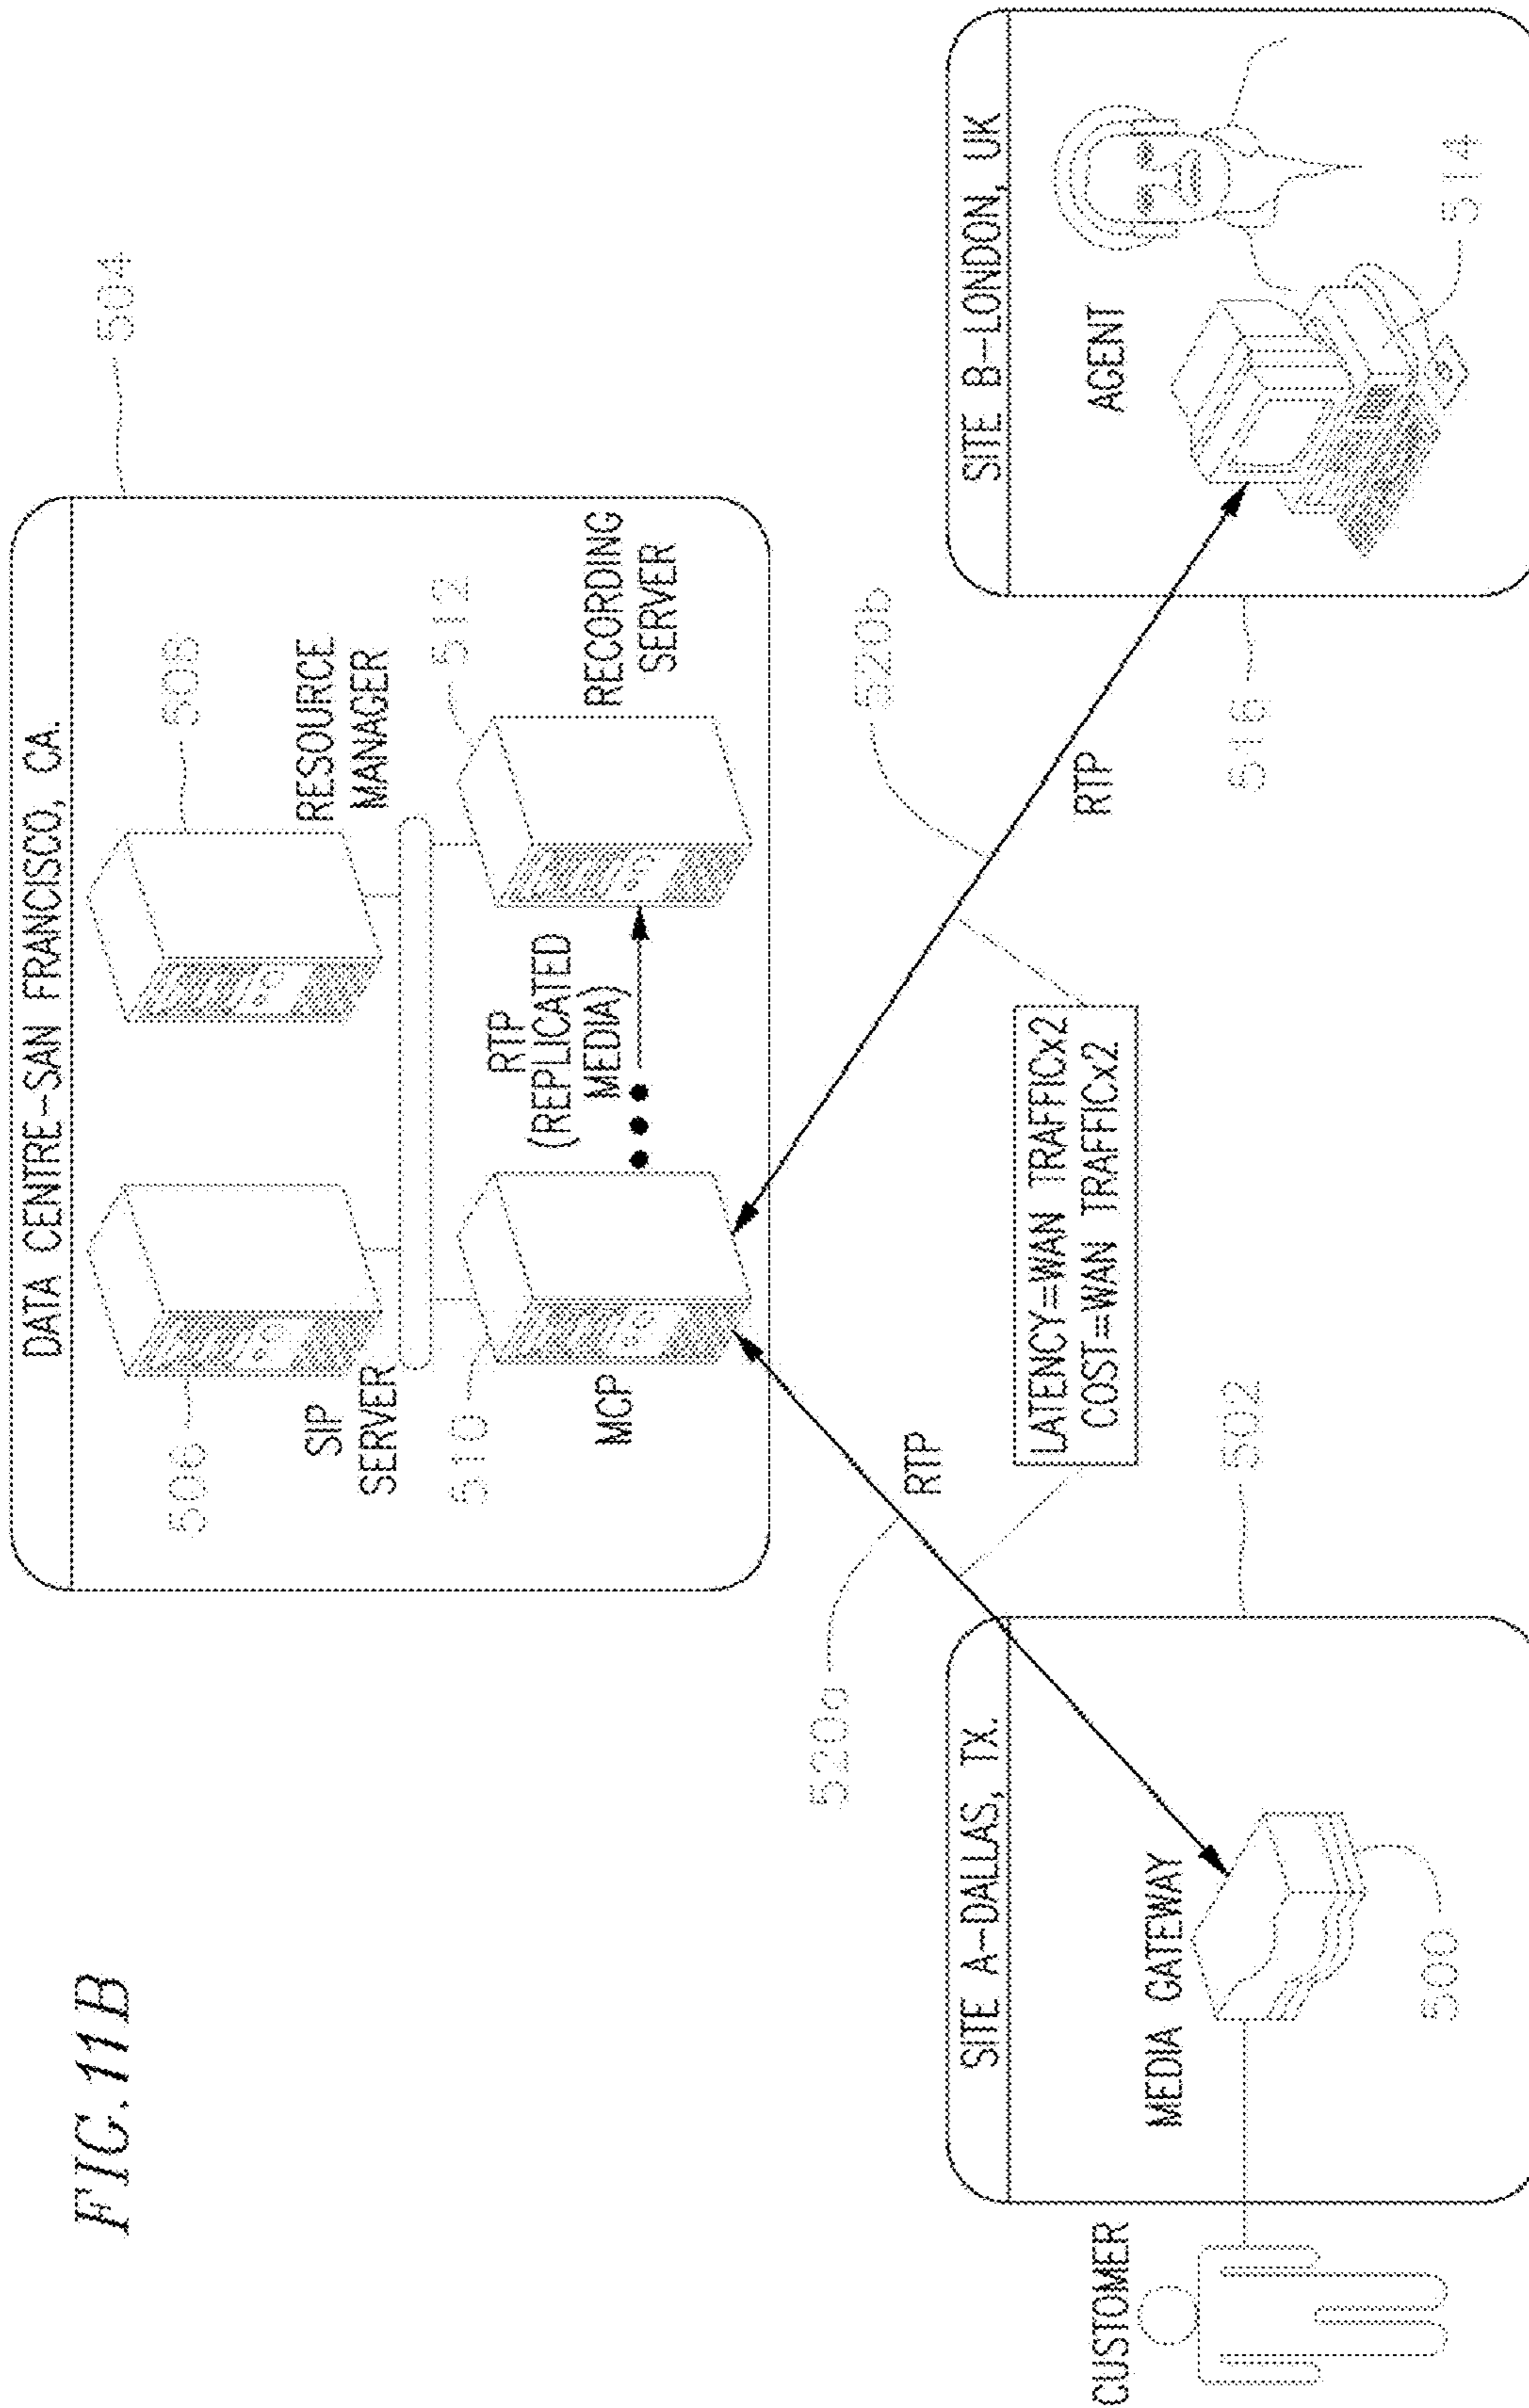 FIG. 11B
DATA CENTRE-SAN FRANCISCO, CA.
504
506
SIP
SERVER
508
RESOURCE
MANAGER
510
MCP
RTP
(REPLICATED
MEDIA)
512
RECORDING
SERVER
520a
RTP
520b
RTP
LATENCY=WAN TRAFFICx2
COST=WAN TRAFFICx2
502
SITE A-DALLAS, TX.
CUSTOMER
MEDIA GATEWAY
500
516
SITE B-LONDON, UK
AGENT
514